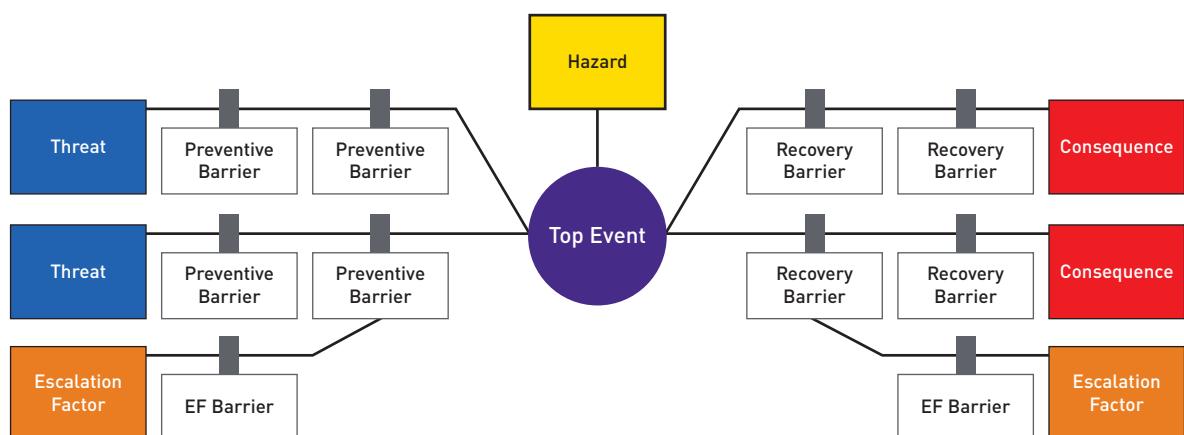 Hazard
Threat
Preventive
Barrier
Preventive
Barrier
Recovery
Barrier
Recovery
Barrier
Consequence
Top Event
Threat
Preventive
Barrier
Preventive
Barrier
Recovery
Barrier
Recovery
Barrier
Consequence
Escalation
Factor
EF Barrier
EF Barrier
Escalation
Factor